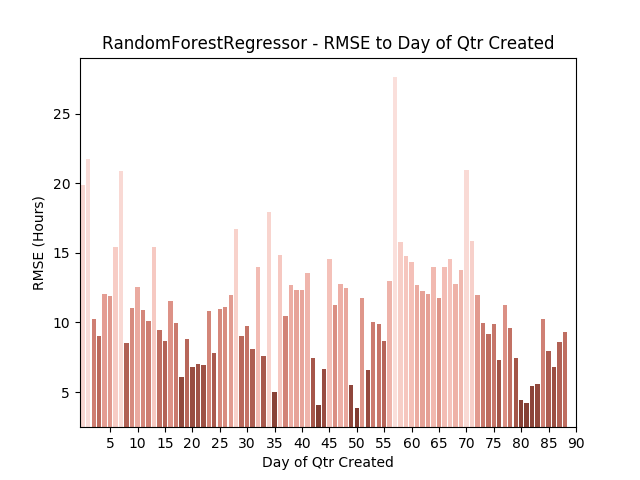 RandomForestRegressor - RMSE to Day of Qtr Created
25
20
15
10
5
RMSE (Hours)
5 10 15 20 25 30 35 40 45 50 55 60 65 70 75 80 85 90
Day of Qtr Created